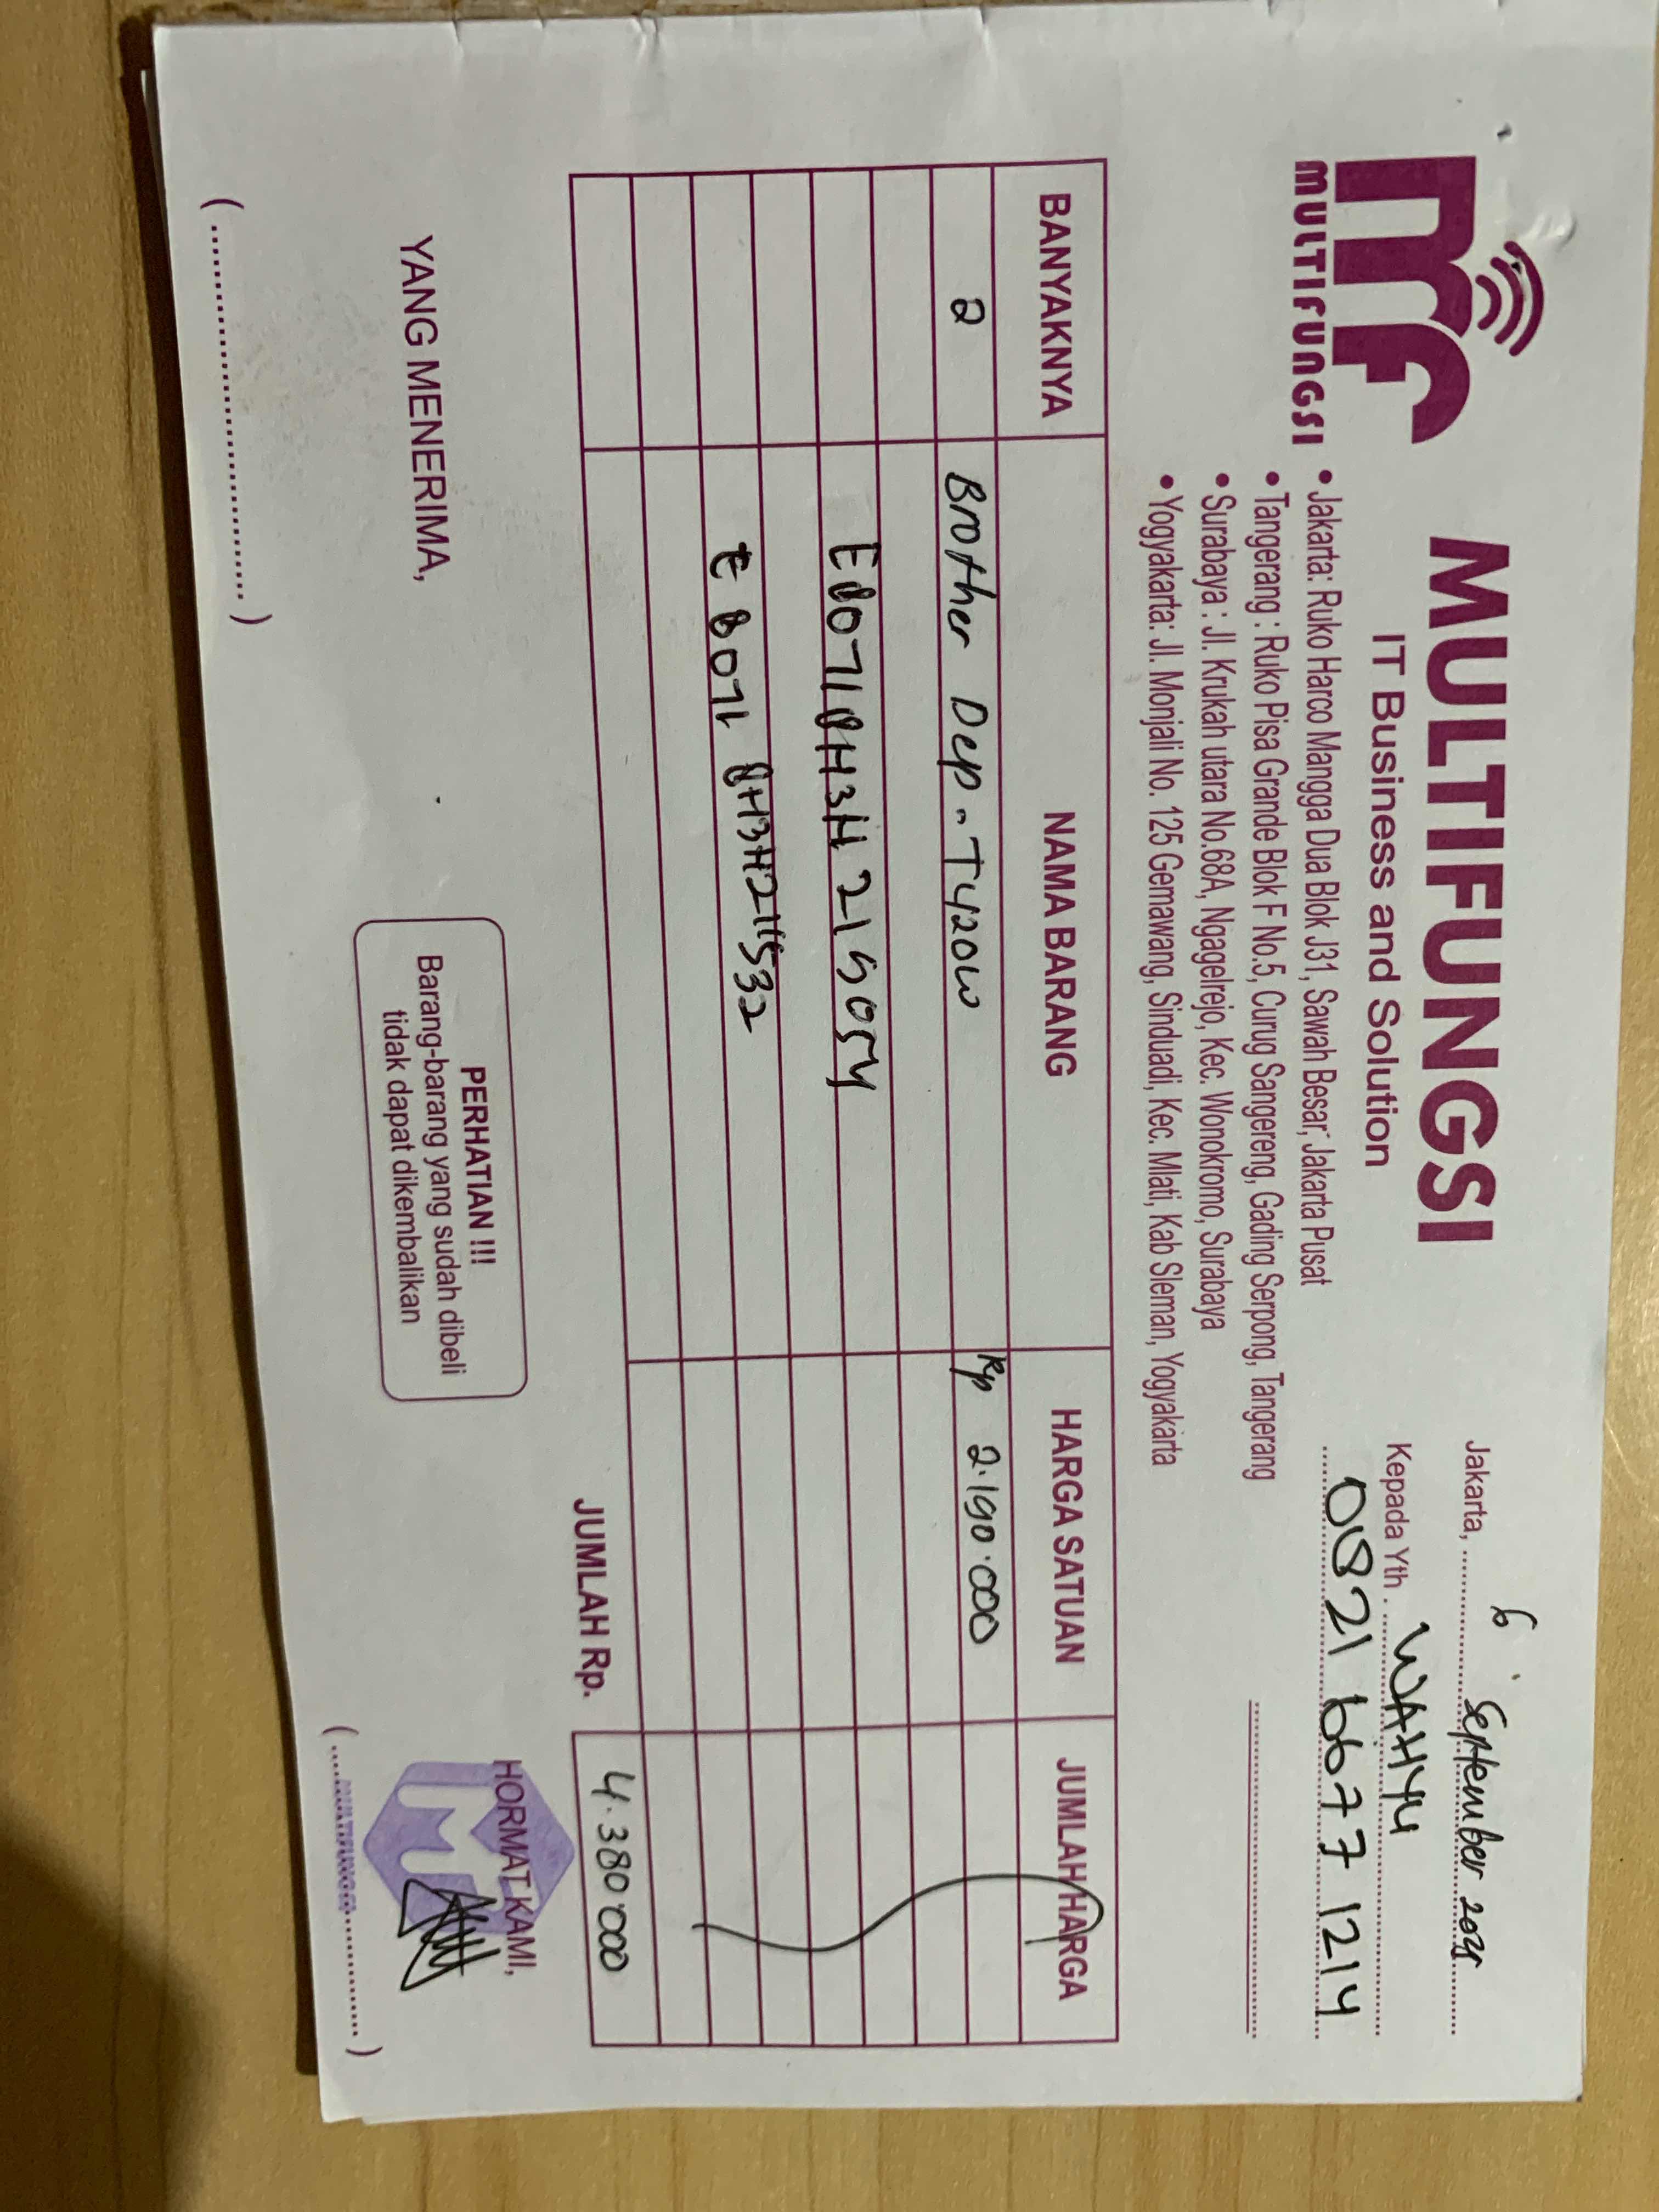 MULTIFUNGSI
MULTIFUNGSI
IT Business and Solution
• Jakarta: Ruko Harco Mangga Dua Blok J31, Sawah Besar, Jakarta Pusat
• Tangerang : Ruko Pisa Grande Blok F No.5, Curug Sangereng, Gading Serpong, Tangerang
• Surabaya : Jl. Krukah utara No.68A, Ngagelrejo, Kec. Wonokromo, Surabaya
• Yogyakarta: Jl. Monjali No. 125 Gemawang, Sinduadi, Kec. Mlati, Kab Sleman, Yogyakarta
Jakarta, 6 September
Kepada Yth. WAHYU
0821 6677 1214
BANYAKNYA NAMA BARANG HARGA SATUAN JUMLAH HARGA
2 Brother Dcp-T420W Rp 2.190.000
E80718H3H215054
E8071 8H3H211532
JUMLAH Rp. 4.380.000
YANG MENERIMA,
PERHATIAN !!!
Barang-barang yang sudah dibeli
tidak dapat dikembalikan
HORMAT KAMI,